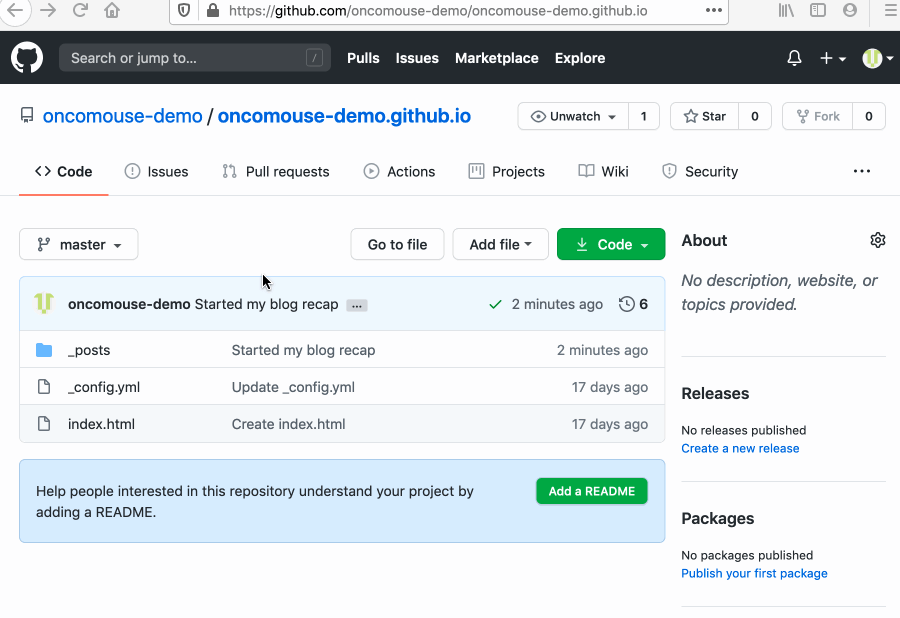 https://github.com/oncomouse-demo/oncomouse-demo.github.io
Search or jump to... /
Pulls Issues Marketplace Explore
oncomouse-demo / oncomouse-demo.github.io
Unwatch 1 Star 0 Fork 0
Code Issues Pull requests Actions Projects Wiki Security
master Go to file Add file Code
About
No description, website, or
topics provided.
oncomouse-demo Started my blog recap ... 2 minutes ago 6
_posts Started my blog recap 2 minutes ago
_config.yml Update _config.yml 17 days ago
index.html Create index.html 17 days ago
Help people interested in this repository understand your project by
adding a README.
Add a README
Releases
No releases published
Create a new release
Packages
No packages published
Publish your first package